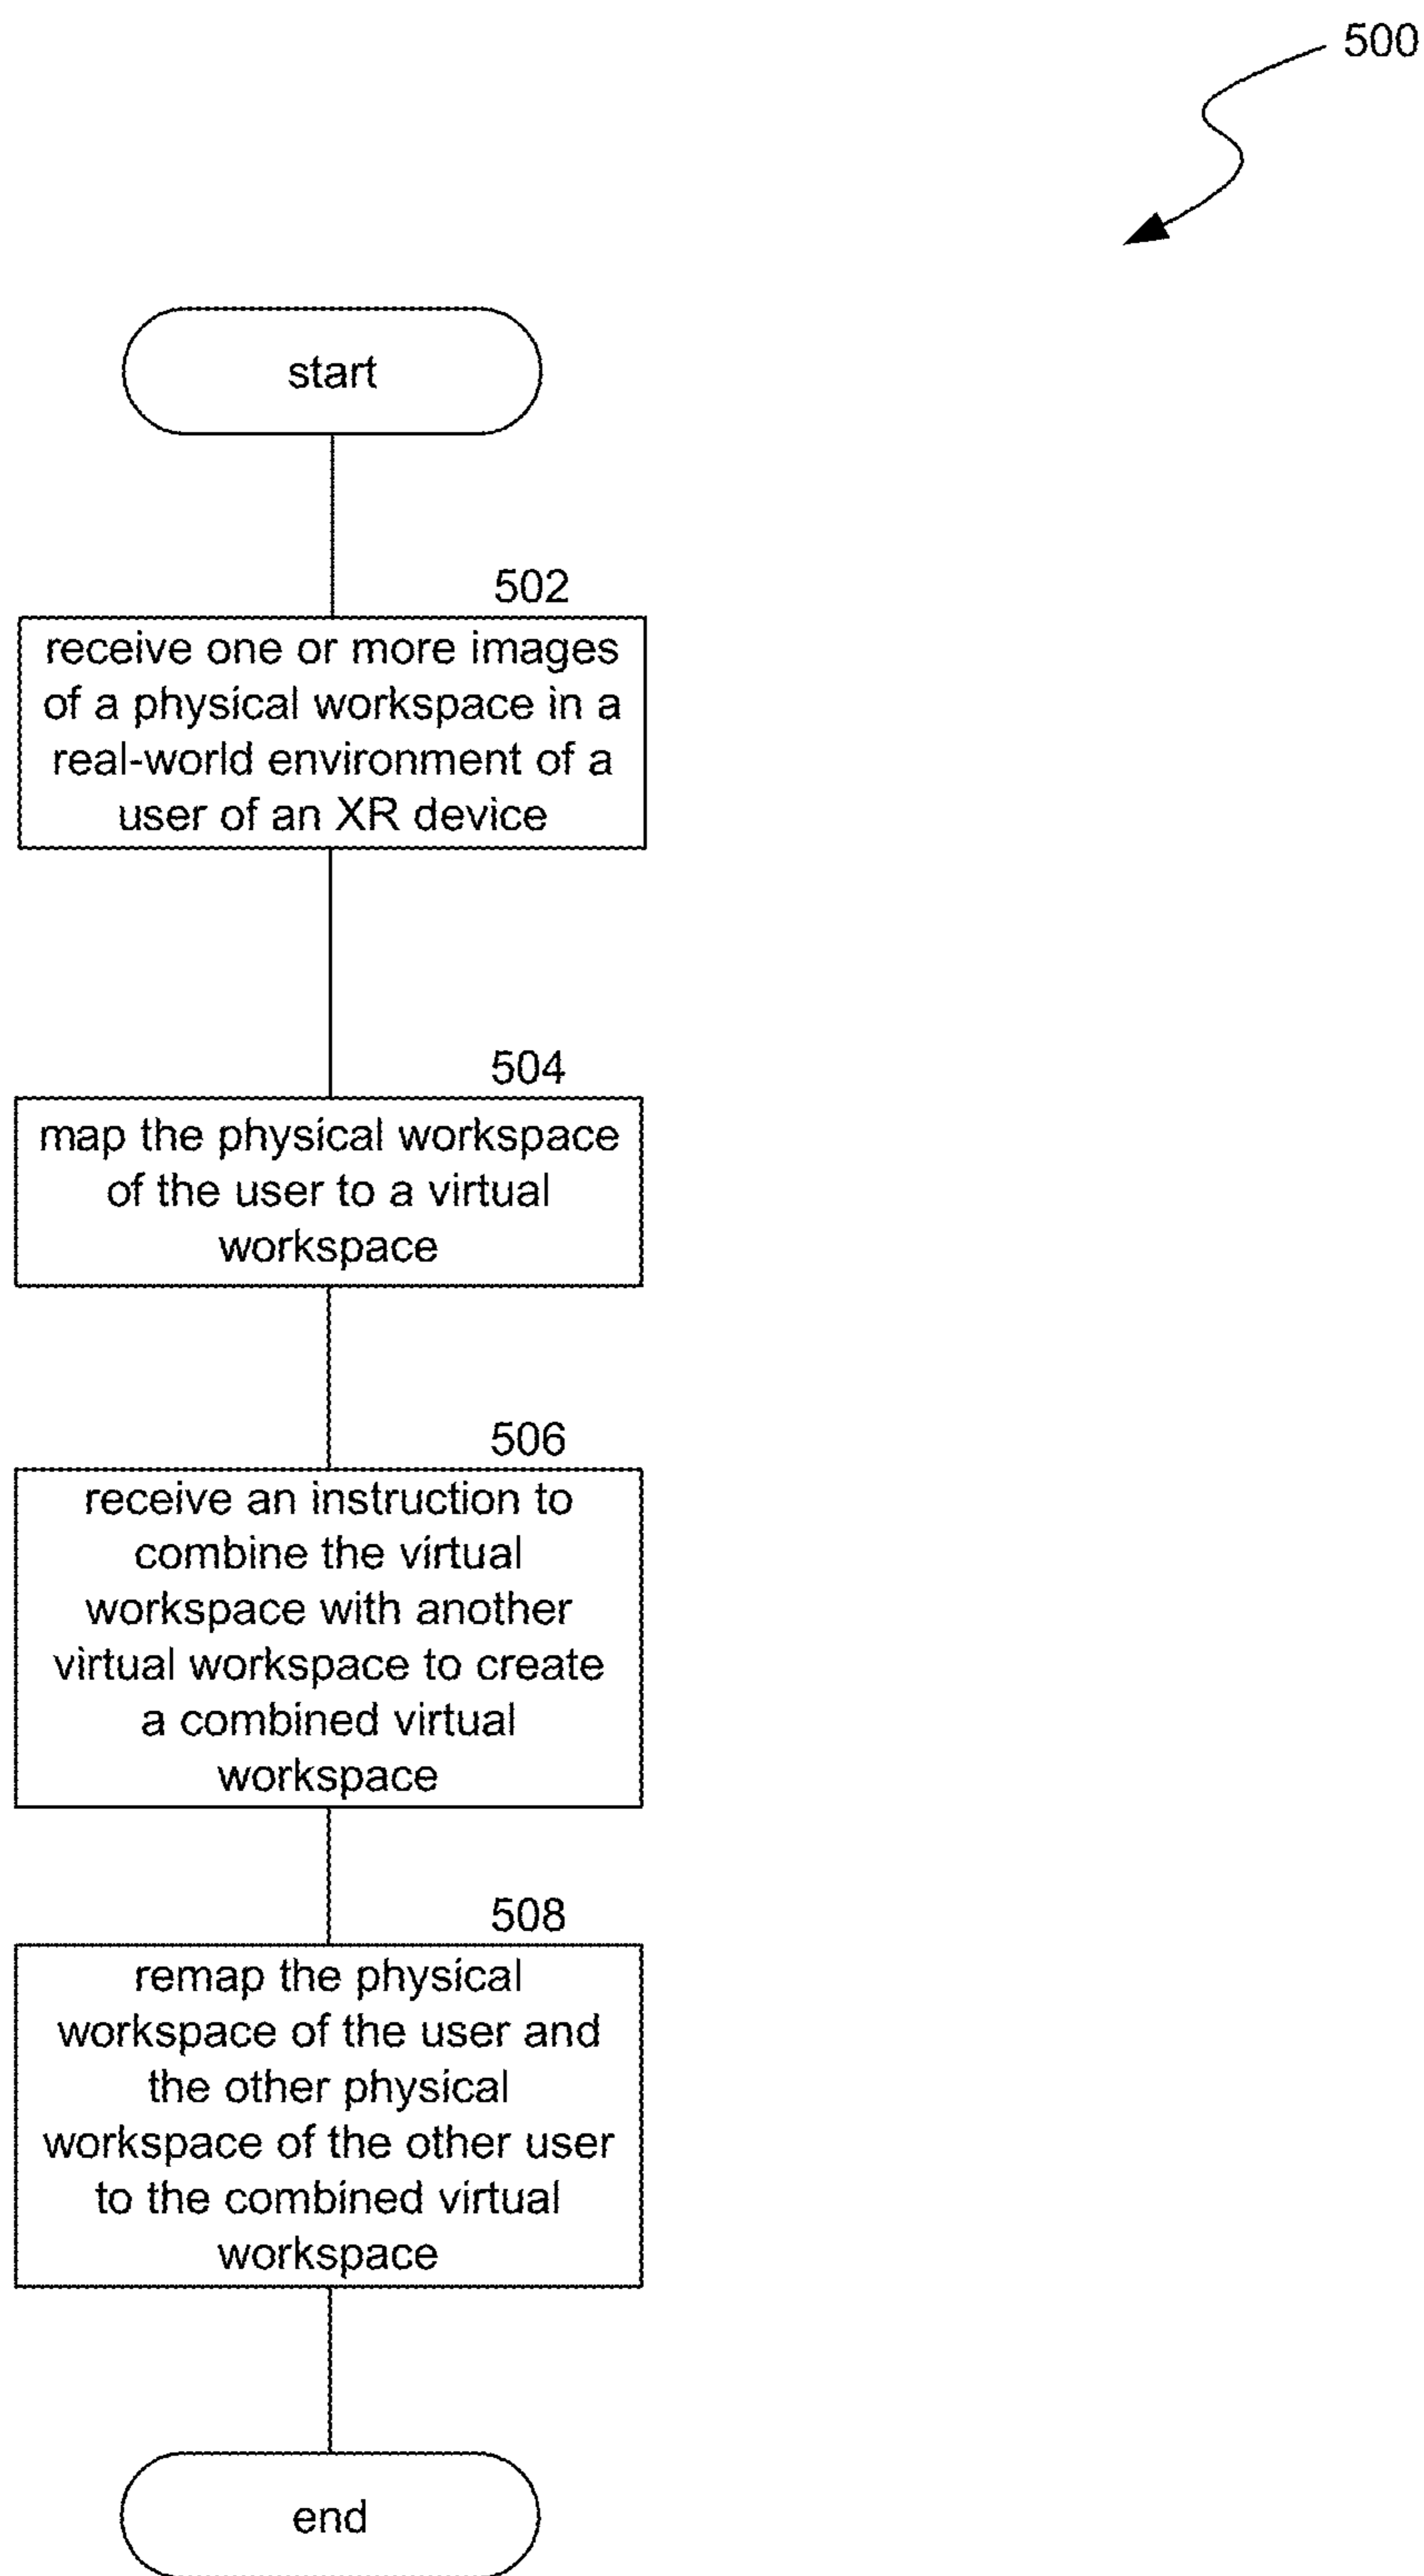 500
start
502
receive one or more images
of a physical workspace in a
real-world environment of a
user of an XR device
504
map the physical workspace
of the user to a virtual
workspace
506
receive an instruction to
combine the virtual
workspace with another
virtual workspace to create
a combined virtual
workspace
508
remap the physical
workspace of the user and
the other physical
workspace of the other user
to the combined virtual
workspace
end